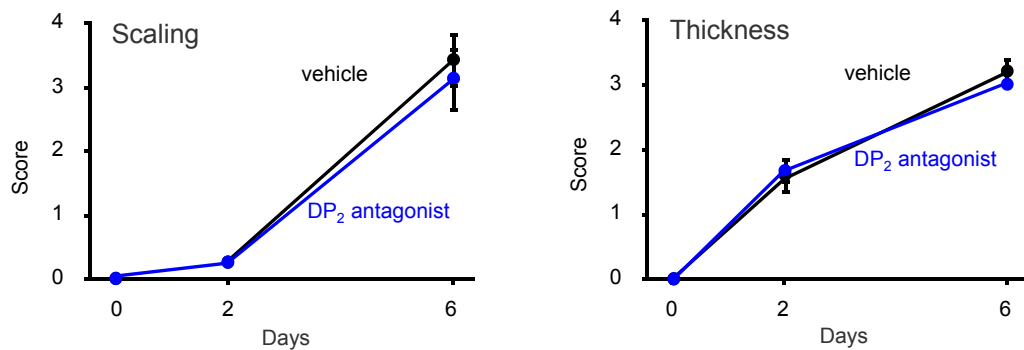 Scaling
Score
4
3
2
1
0
vehicle
DP₂ antagonist
0 2 6
Days
Thickness
Score
4
3
2
1
0
vehicle
DP₂ antagonist
0 2 6
Days